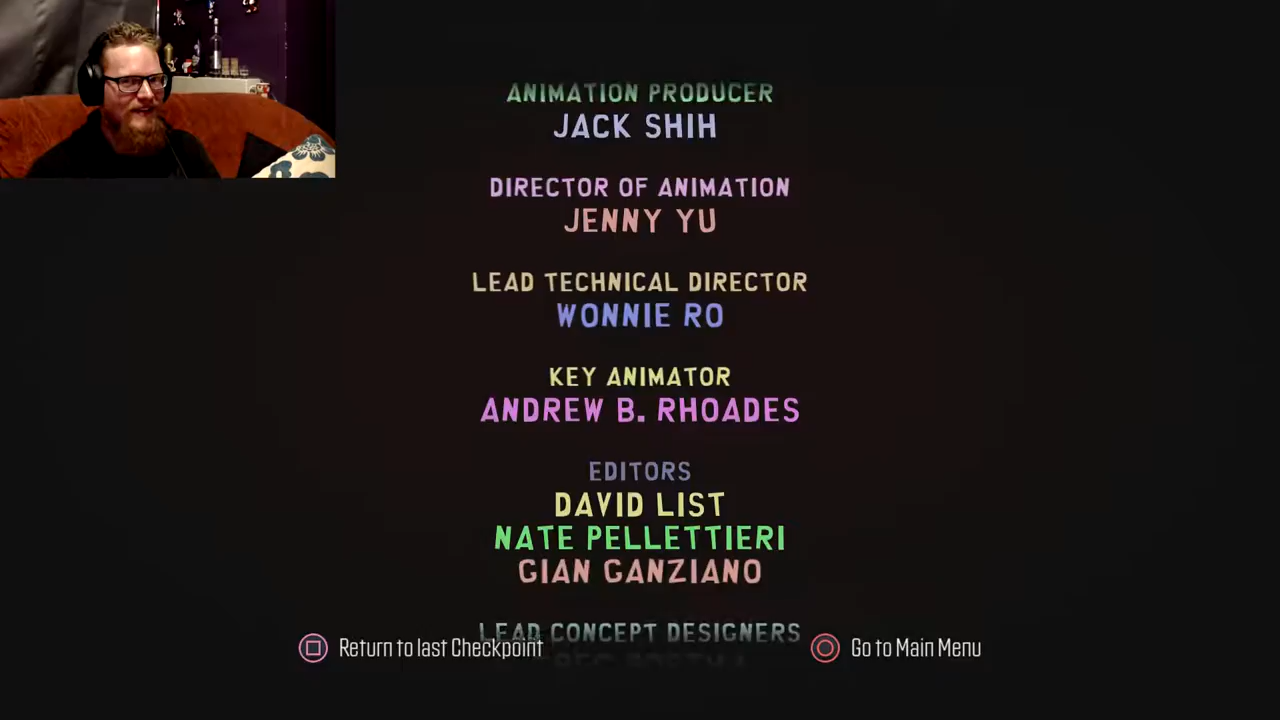 ANIMATION PRODUCER
JACK SHIH
DIRECTOR OF ANIMATION
JENNY YU
LEAD TECHNICAL DIRECTOR
WONNIE RO
KEY ANIMATOR
ANDREW B. RHOADES
EDITORS
DAVID LIST
NATE PELLETTIERI
GIAN GANZIANO
LEAD CONCEPT DESIGNERS
Return to last Checkpoint
Go to Main Menu